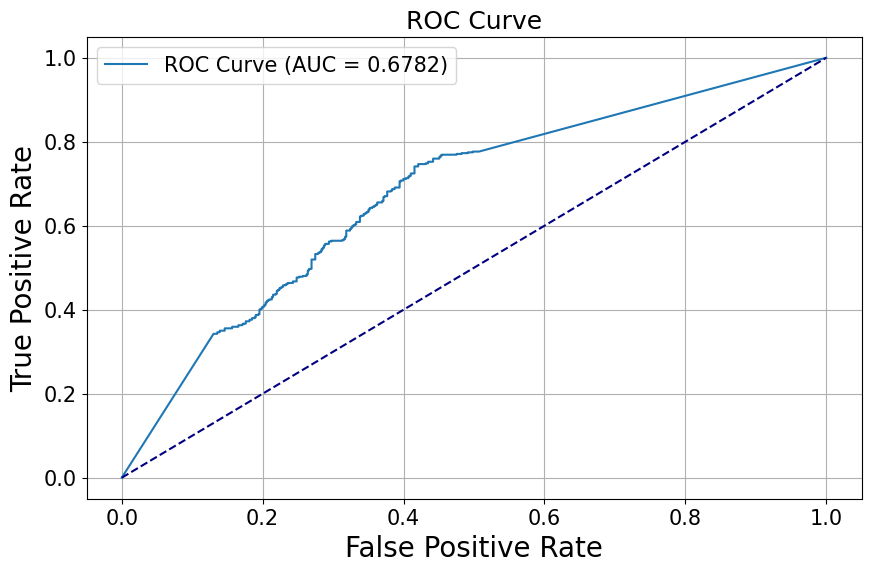 ROC Curve
ROC Curve (AUC = 0.6782)
True Positive Rate
1.0
0.8
0.6
0.4
0.2
0.0
0.0 0.2 0.4 0.6 0.8 1.0
False Positive Rate